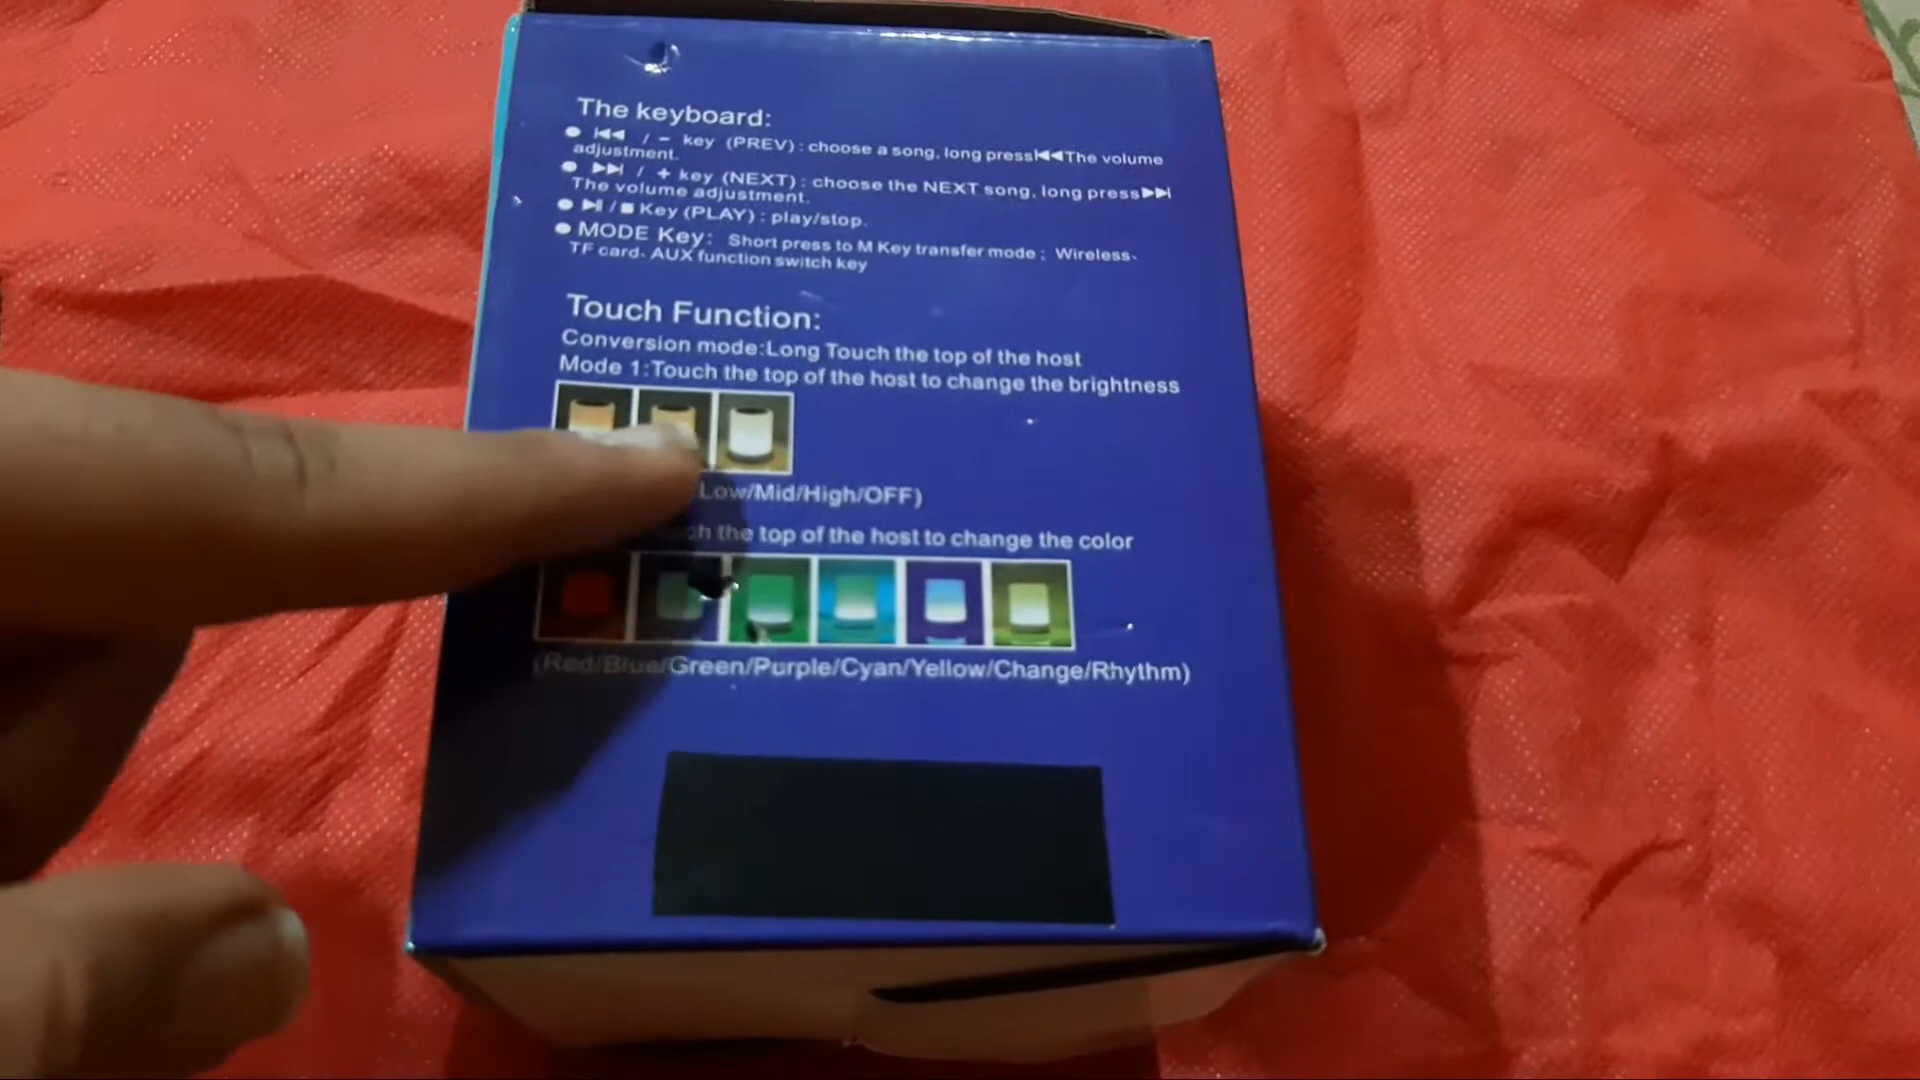 The keyboard:
● ⏮ / − key (PREV) : choose a song, long press⏮The volume
adjustment.
● ⏭ / + key (NEXT) : choose the NEXT song, long press⏭
The volume adjustment.
● ⏯/■ Key (PLAY) : play/stop.
● MODE Key: Short press to M Key transfer mode ; Wireless、
TF card、AUX function switch key
Touch Function:
Conversion mode:Long Touch the top of the host
Mode 1:Touch the top of the host to change the brightness
Low/Mid/High/OFF)
the top of the host to change the color
(Red/Blue/Green/Purple/Cyan/Yellow/Change/Rhythm)